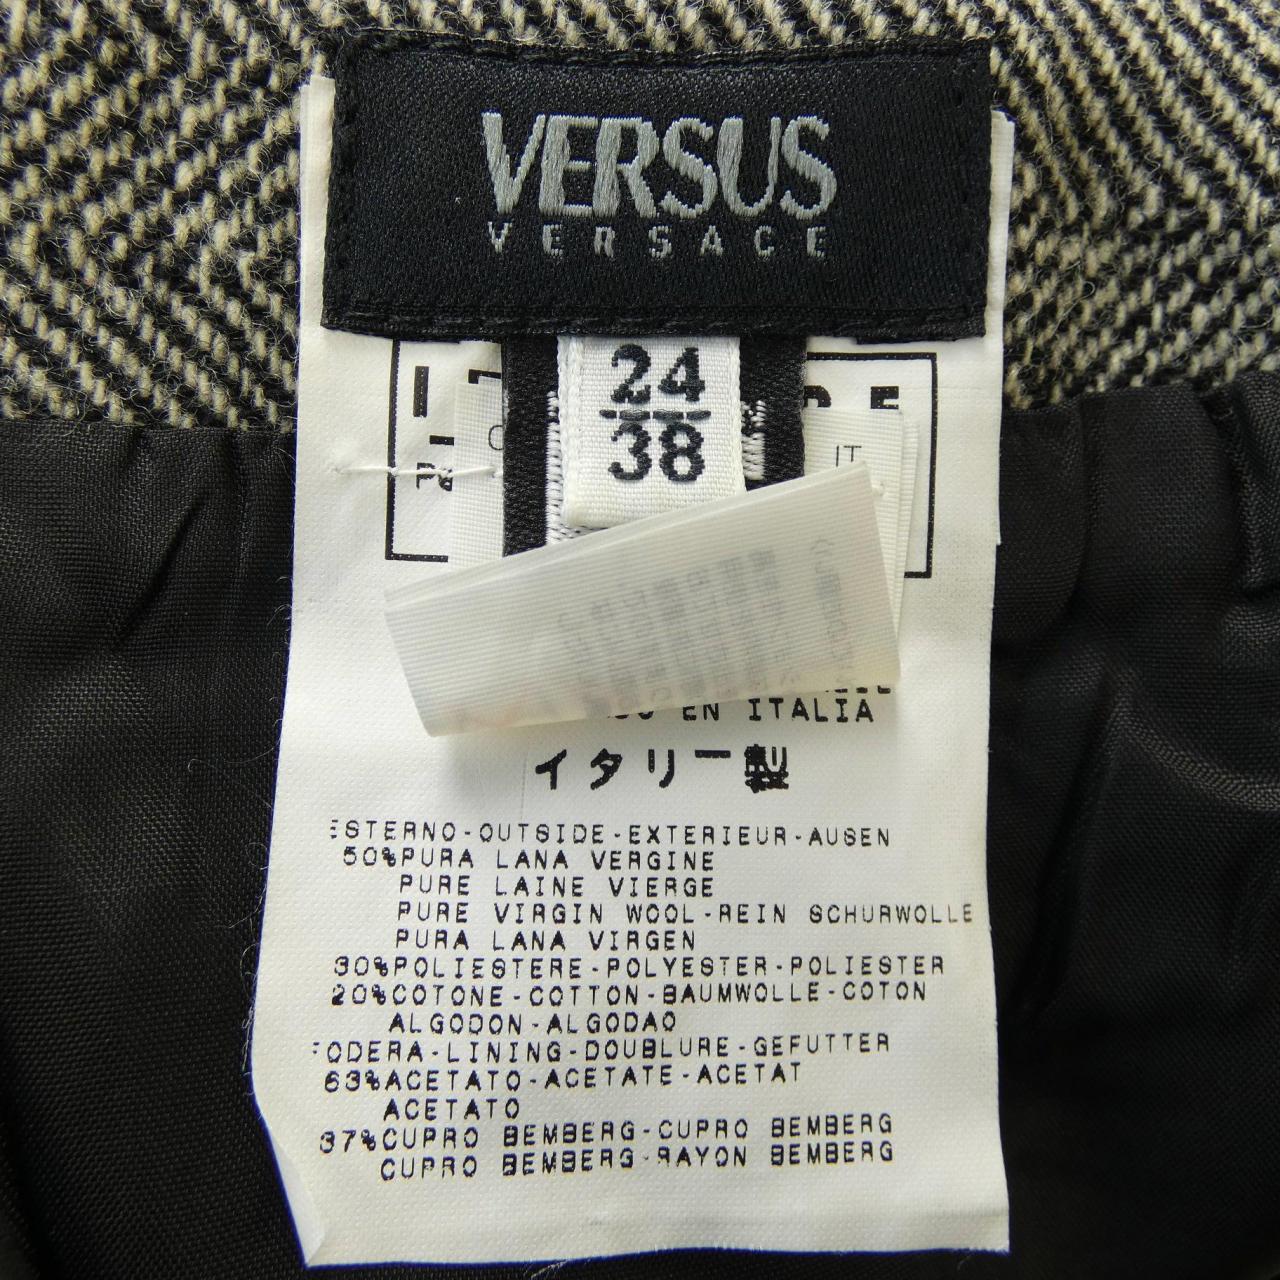 VERSUS
VERSACE
24
38
IT
EN ITALIA
イタリー製
ESTERNO-OUTSIDE-EXTERIEUR-AUSEN
50%PURA LANA VERGINE
PURE LAINE VIERGE
PURE VIRGIN WOOL-REIN SCHURWOLLE
PURA LANA VIRGEN
30%POLIESTERE-POLYESTER-POLIESTER
20%COTONE-COTTON-BAUMWOLLE-COTON
ALGODON-ALGODAO
FODERA-LINING-DOUBLURE-GEFUTTER
63%ACETATO-ACETATE-ACETAT
ACETATO
37%CUPRO BEMBERG-CUPRO BEMBERG
CUPRO BEMBERG-RAYON BEMBERG